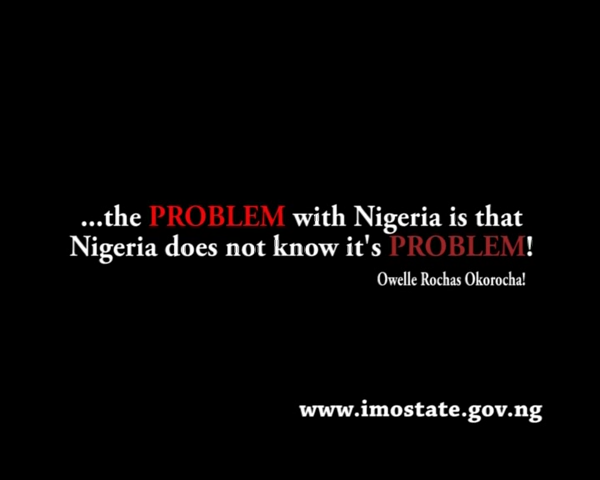 ...the PROBLEM with Nigeria is that
Nigeria does not know it's PROBLEM!
Owelle Rochas Okorocha!
www.imostate.gov.ng